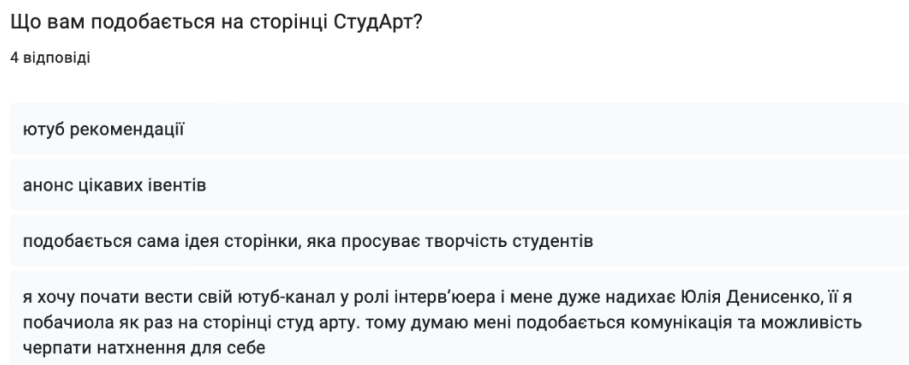 Що вам подобається на сторінці СтудАрт?
4 відповіді
ютуб рекомендації
анонс цікавих івентів
подобається сама ідея сторінки, яка просуває творчість студентів
я хочу почати вести свій ютуб-канал у ролі інтерв’юера і мене дуже надихає Юлія Денисенко, її я
побачиола як раз на сторінці студ арту. тому думаю мені подобається комунікація та можливість
черпати натхнення для себе